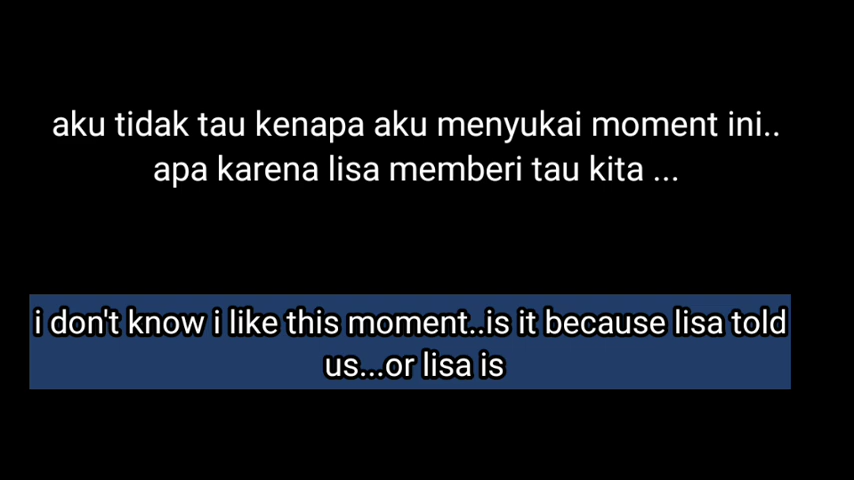 aku tidak tau kenapa aku menyukai moment ini..
apa karena lisa memberi tau kita ...
i don't know i like this moment..is it because lisa told
us...or lisa is